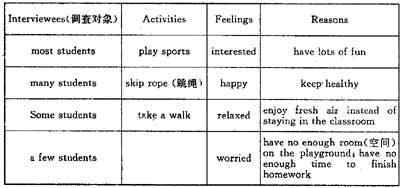 Interviewees(调查对象) Activities Feelings Reasons
most students play sports interested have lots of fun
many students skip rope (跳绳) happy keep healthy
Some students take a walk relaxed enjoy fresh air instead of
staying in the classroom
a few students worried have no enough room(空间)
on the playground; have no
enough time to finish
homework